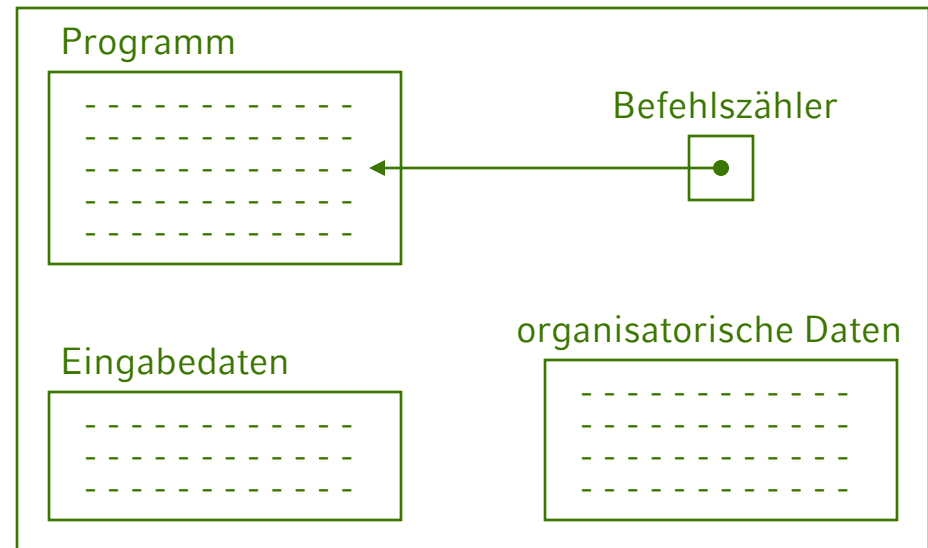 Programm
Befehlszähler
organisatorische Daten
Eingabedaten